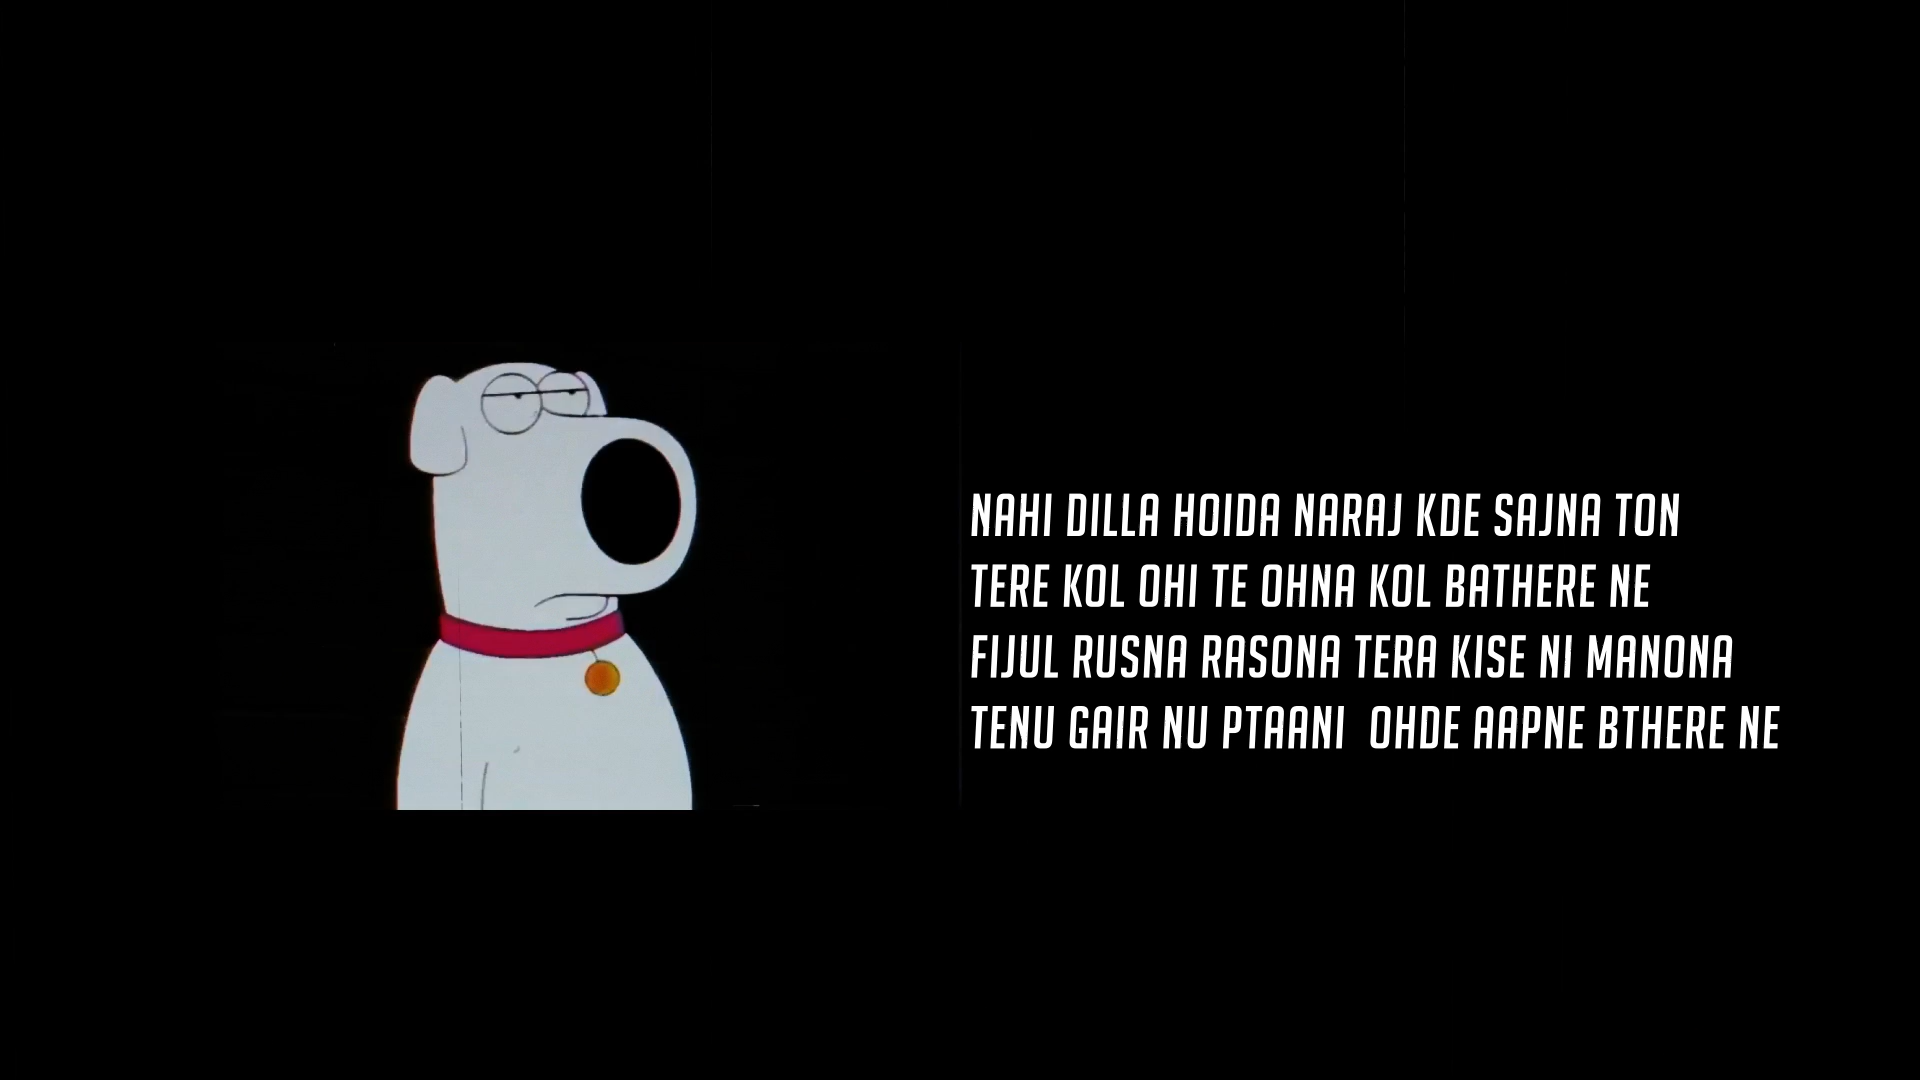 NAHI DILLA HOIDA NARAJ KDE SAJNA TON
TERE KOL OHI TE OHNA KOL BATHERE NE
FIJUL RUSNA RASONA TERA KISE NI MANONA
TENU GAIR NU PTAANI  OHDE AAPNE BTHERE NE